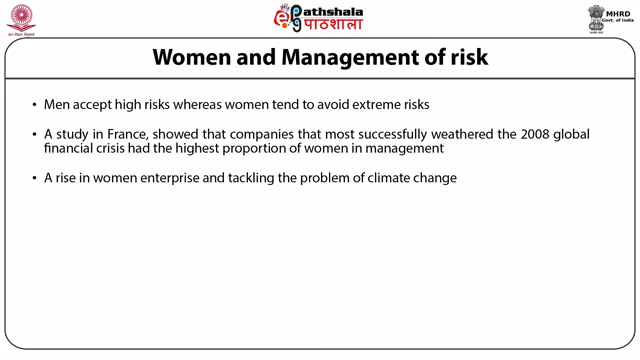 ePathshala
पाठशाला
MHRD
Govt. of India
Women and Management of risk
• Men accept high risks whereas women tend to avoid extreme risks
• A study in France, showed that companies that most successfully weathered the 2008 global
financial crisis had the highest proportion of women in management
• A rise in women enterprise and tackling the problem of climate change